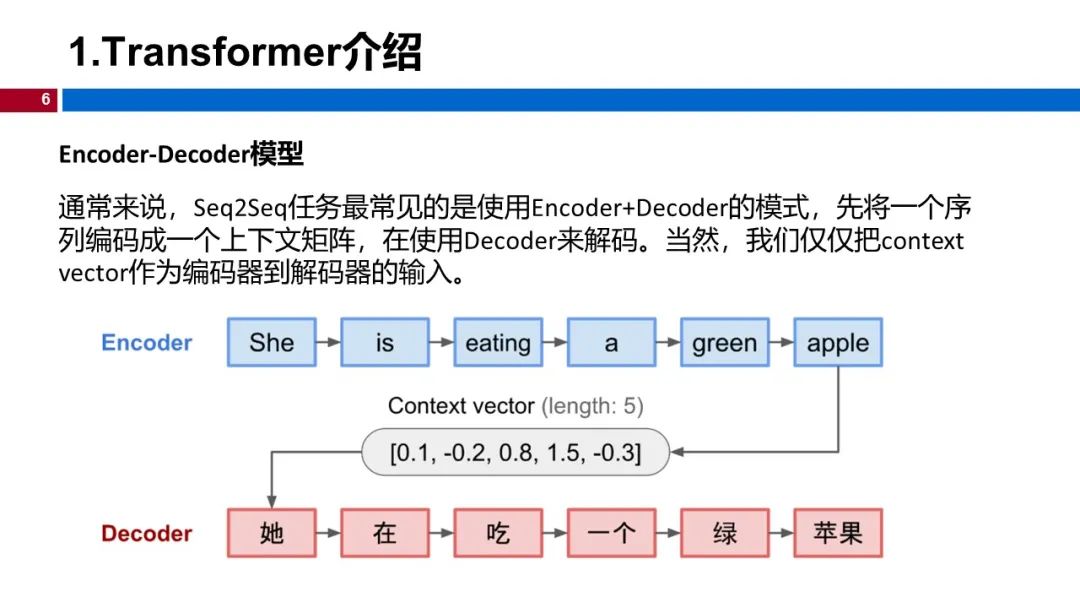 1.Transformer介绍
6
Encoder-Decoder模型
通常来说，Seq2Seq任务最常见的是使用Encoder+Decoder的模式，先将一个序
列编码成一个上下文矩阵，在使用Decoder来解码。当然，我们仅仅把context
vector作为编码器到解码器的输入。
Encoder She is eating a green apple
Context vector (length: 5)
[0.1, -0.2, 0.8, 1.5, -0.3]
Decoder 她 在 吃 一个 绿 苹果